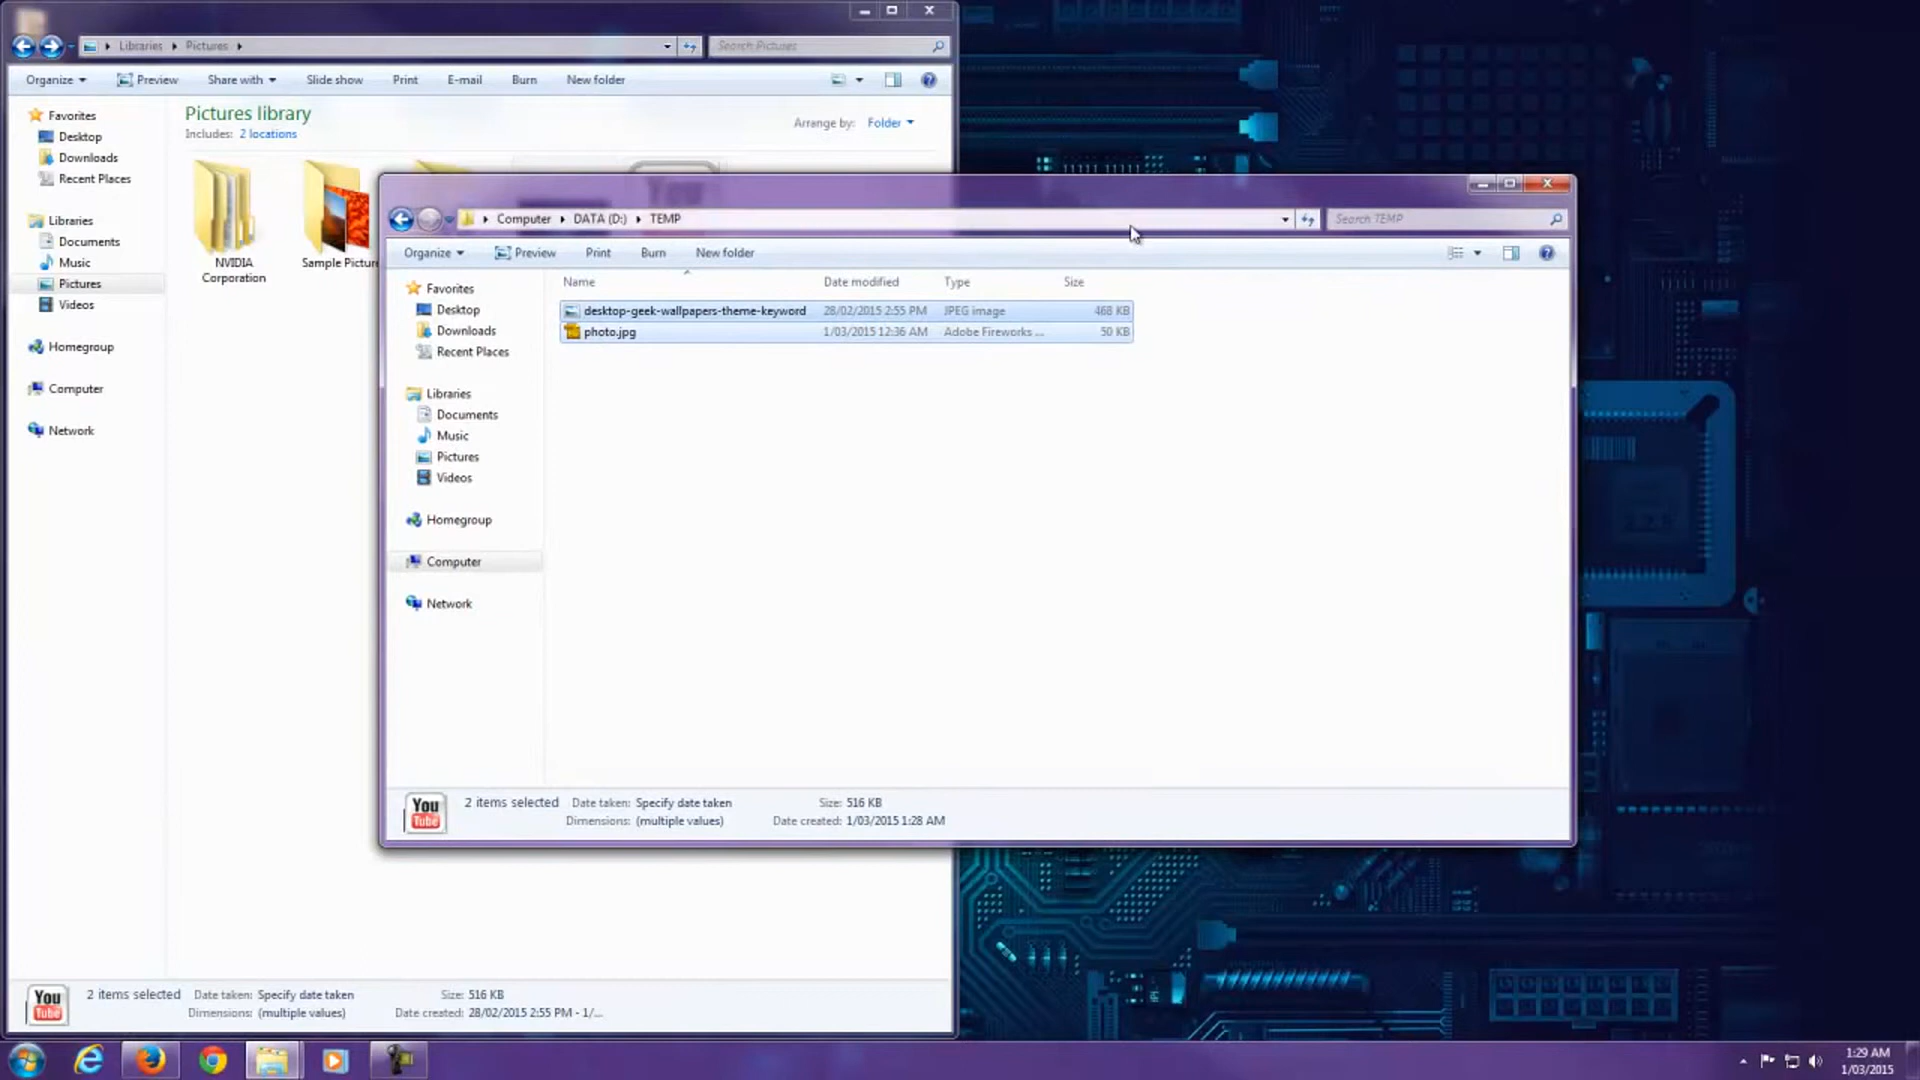 Libraries Pictures
Search Pictures
Organize Preview Share with Slide show Print E-mail Burn New folder
Pictures library
Includes: 2 locations
Arrange by: Folder
Favorites
Desktop
Downloads
Recent Places
Libraries
Documents
Music
Pictures
Videos
Homegroup
Computer
Network
NVIDIA
Corporation
Sample Picture
You
Computer DATA (D:) TEMP
Search TEMP
Organize Preview Print Burn New folder
Favorites
Desktop
Downloads
Recent Places
Libraries
Documents
Music
Pictures
Videos
Homegroup
Computer
Network
Name Date modified Type Size
desktop-geek-wallpapers-theme-keyword 28/02/2015 2:55 PM JPEG image 468 KB
photo.jpg 1/03/2015 12:36 AM Adobe Fireworks ... 50 KB
You
Tube
2 items selected Date taken: Specify date taken Size: 516 KB
Dimensions: (multiple values) Date created: 1/03/2015 1:28 AM
You
Tube
2 items selected Date taken: Specify date taken Size: 516 KB
Dimensions: (multiple values) Date created: 28/02/2015 2:55 PM - 1/...
1:29 AM
1/03/2015